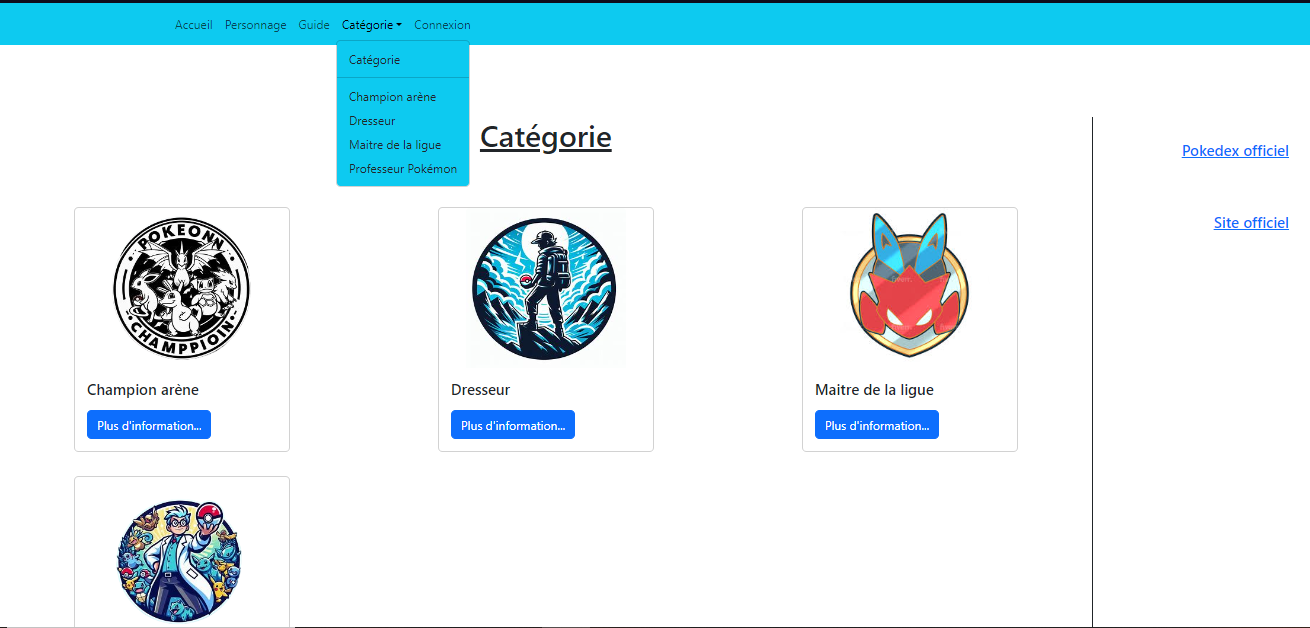 Accueil Personnage Guide Catégorie Connexion
Catégorie
Champion arène
Dresseur
Maitre de la ligue
Professeur Pokémon
Catégorie
Pokedex officiel
Site officiel
POKEONN
CHAMPPIOIN
Champion arène
Plus d'information...
Dresseur
Plus d'information...
Maitre de la ligue
Plus d'information...